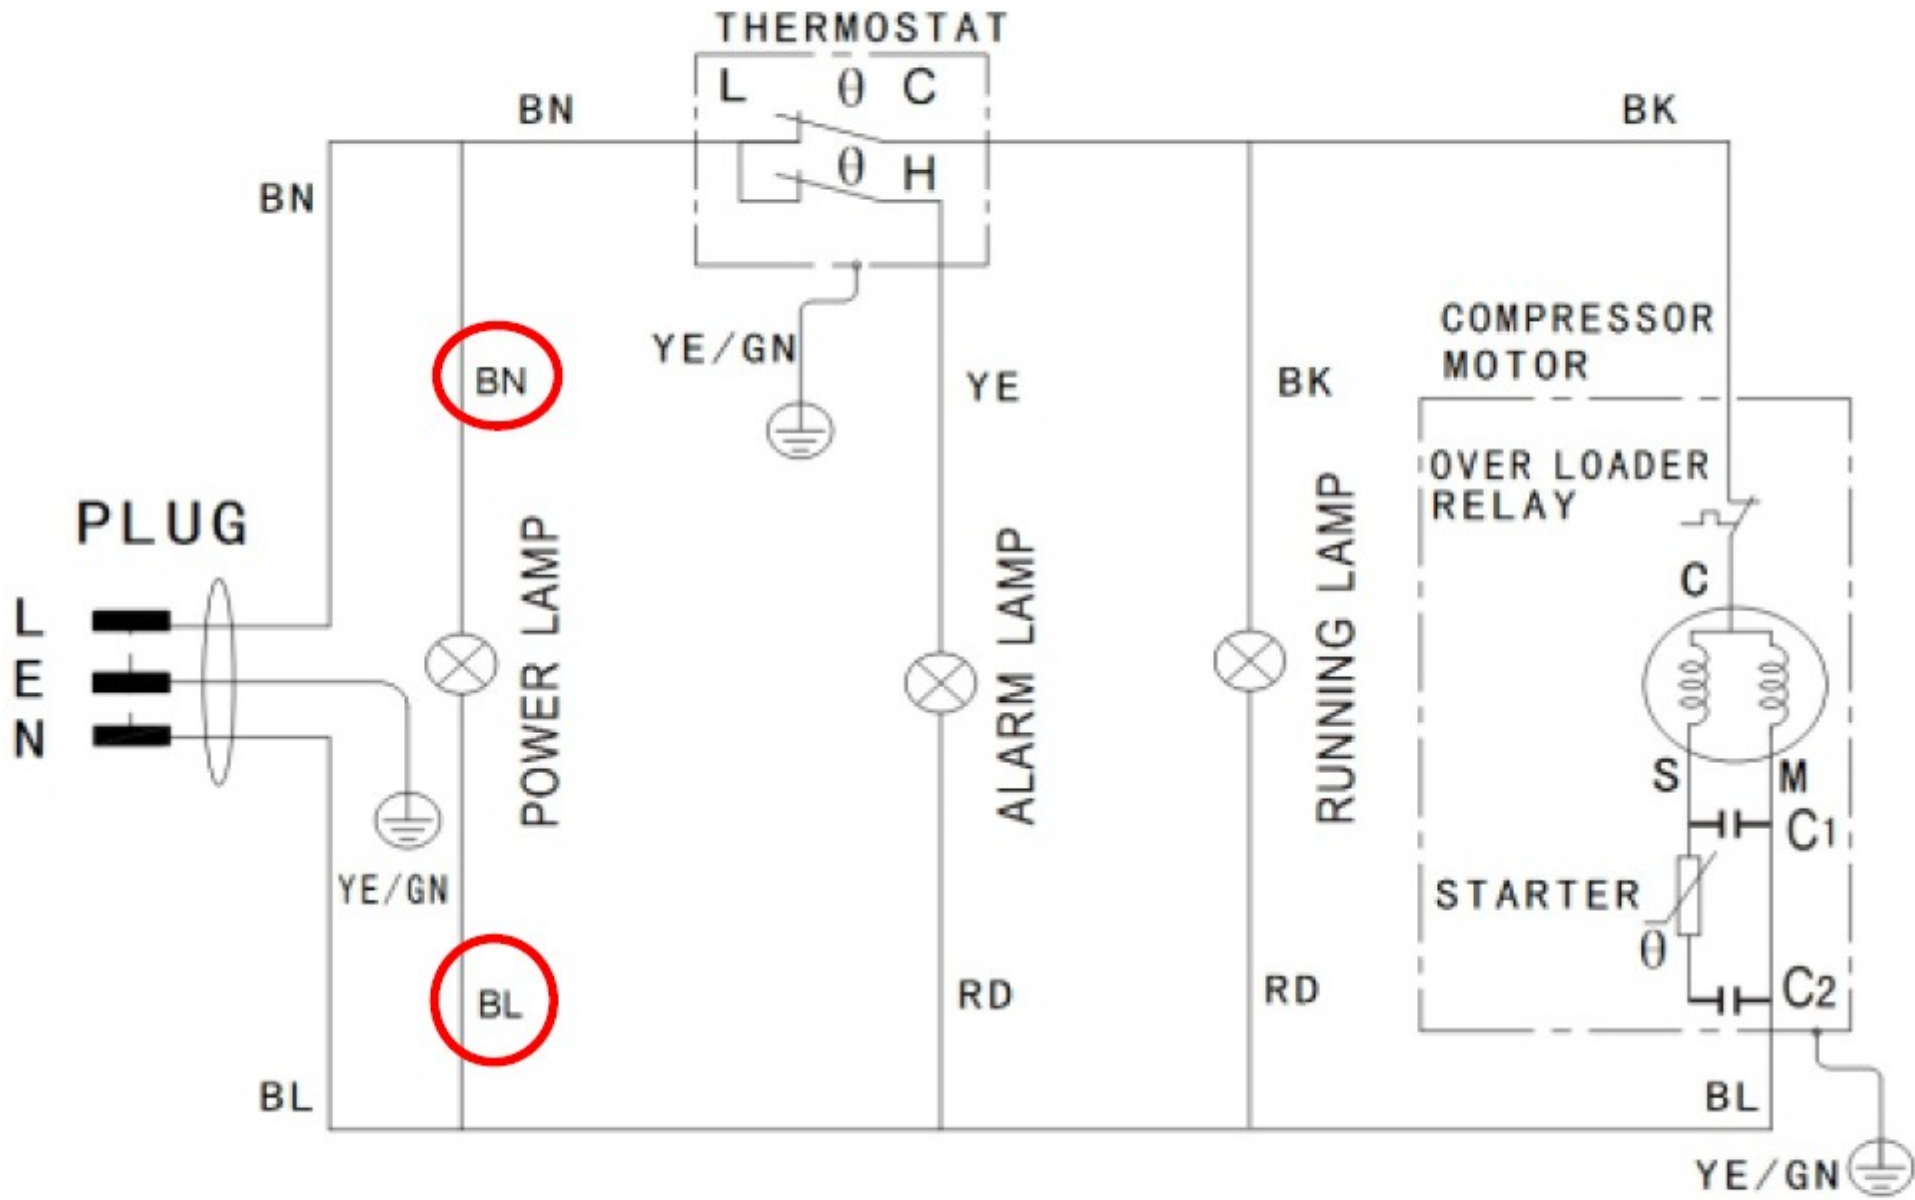 THERMOSTAT
L θ C
BN
BK
θ H
BN
COMPRESSOR
MOTOR
YE/GN
BN
YE
BK
OVER LOADER
RELAY
PLUG
POWER LAMP
ALARM LAMP
RUNNING LAMP
C
L
E
N
S
M
C1
YE/GN
STARTER
θ
BL
RD
RD
C2
BL
BL
YE/GN